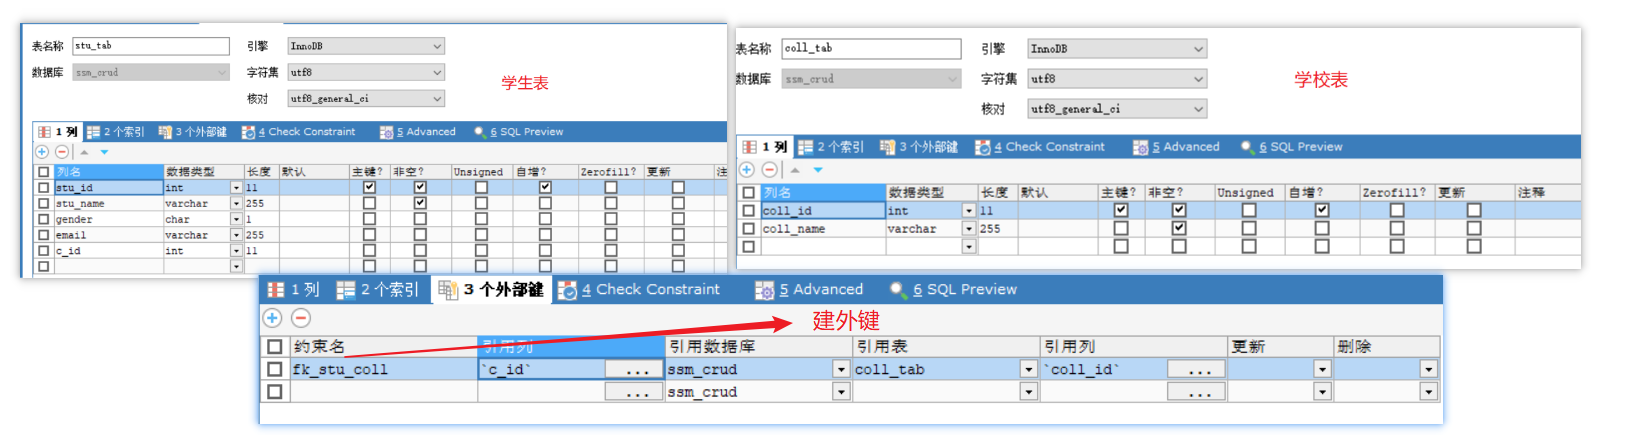 表名称 stu_tab 引擎 InnoDB
数据库 ssm_crud 字符集 utf8
核对 utf8_general_ci
学生表
1 列 2 个索引 3 个外部键 4 Check Constraint 5 Advanced 6 SQL Preview
列名 数据类型 长度 默认 主键? 非空? Unsigned 自增? Zerofill? 更新 注
stu_id int 11
stu_name varchar 255
gender char 1
email varchar 255
c_id int 11
表名称 coll_tab 引擎 InnoDB
数据库 ssm_crud 字符集 utf8
核对 utf8_general_ci
学校表
1 列 2 个索引 3 个外部键 4 Check Constraint 5 Advanced 6 SQL Preview
列名 数据类型 长度 默认 主键? 非空? Unsigned 自增? Zerofill? 更新 注释
coll_id int 11
coll_name varchar 255
1 列 2 个索引 3 个外部键 4 Check Constraint 5 Advanced 6 SQL Preview
建外键
约束名 引用列 引用数据库 引用表 引用列 更新 删除
fk_stu_coll `c_id` ... ssm_crud coll_tab `coll_id` ...
... ssm_crud ...